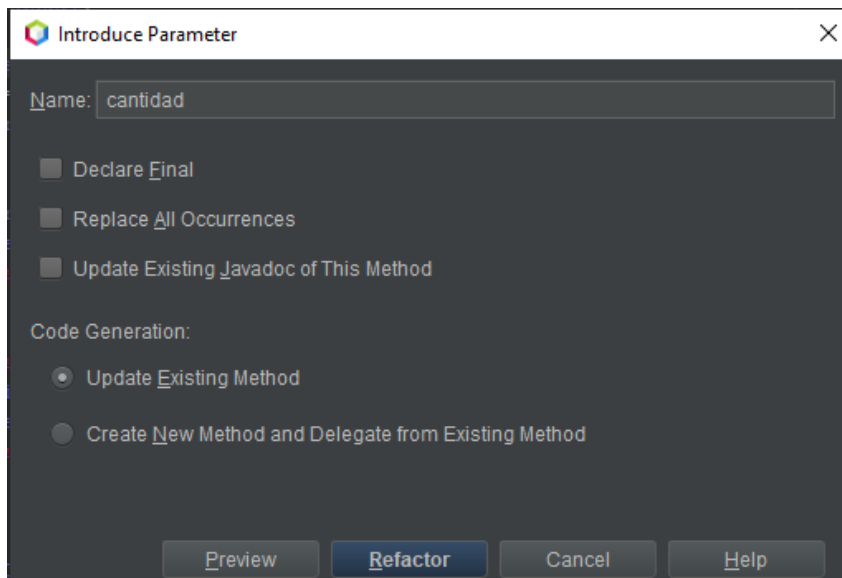 Introduce Parameter
Name: cantidad
Declare Final
Replace All Occurrences
Update Existing Javadoc of This Method
Code Generation:
Update Existing Method
Create New Method and Delegate from Existing Method
Preview Refactor Cancel Help